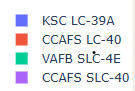 KSC LC-39A
CCAFS LC-40
VAFB SLC-4E
CCAFS SLC-40